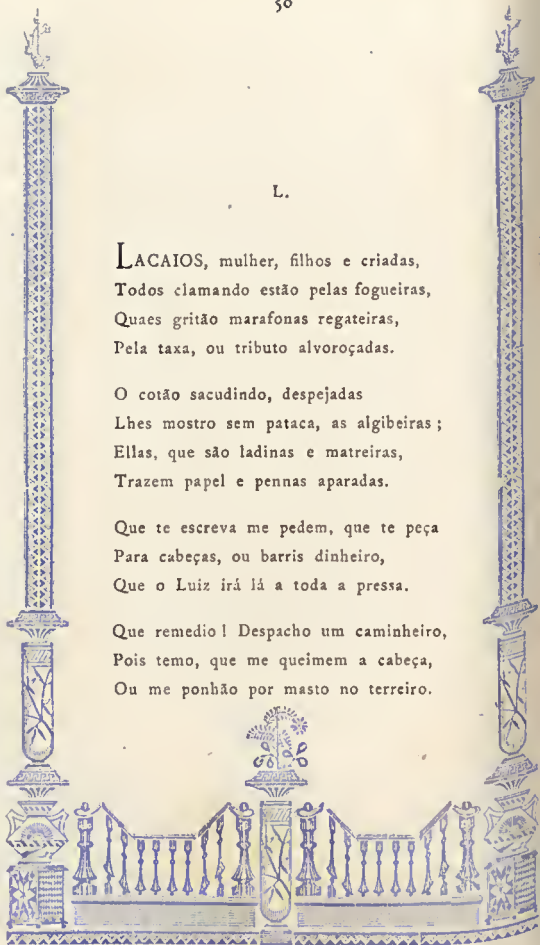 50
L.
LACAIOS, mulher, filhos e criadas,
Todos clamando estão pelas fogueiras,
Quaes gritão marafonas regateiras,
Pela taxa, ou tributo alvoroçadas.
O cotão sacudindo, despejadas
Lhes mostro sem pataca, as algibeiras ;
Ellas, que são ladinas e matreiras,
Trazem papel e pennas aparadas.
Que te escreva me pedem, que te peça
Para cabeças, ou barris dinheiro,
Que o Luiz irá lá a toda a pressa.
Que remedio ! Despacho um caminheiro,
Pois temo, que me queimem a cabeça,
Ou me ponhão por masto no terreiro.